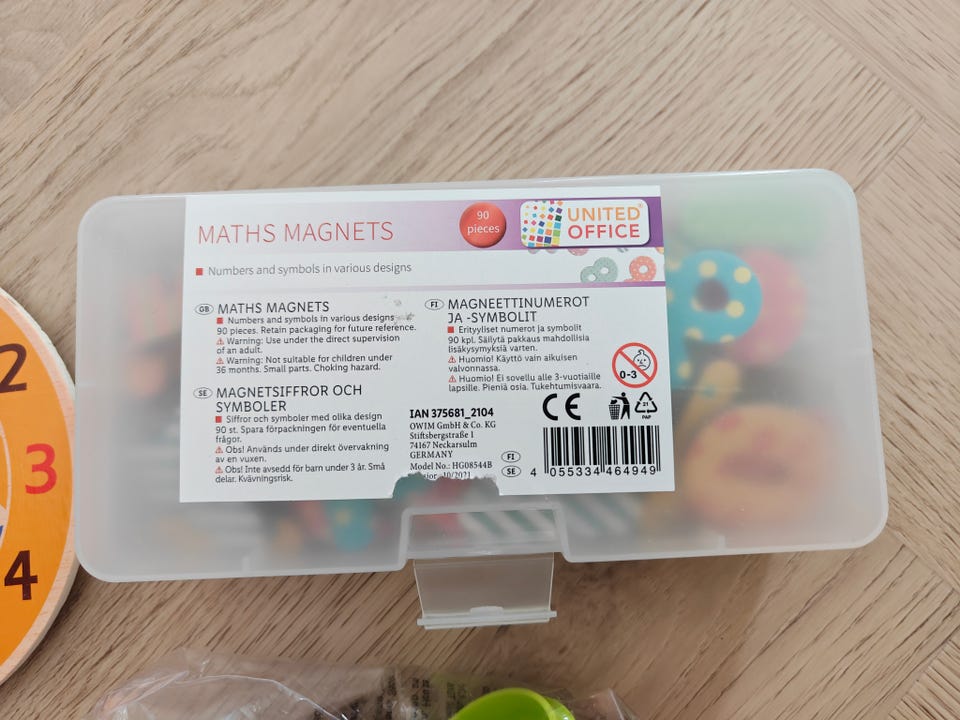 MATHS MAGNETS
90
pieces
UNITED
OFFICE
Numbers and symbols in various designs
GB MATHS MAGNETS
Numbers and symbols in various designs
90 pieces. Retain packaging for future reference.
Warning: Use under the direct supervision
of an adult.
Warning: Not suitable for children under
36 months. Small parts. Choking hazard.
SE MAGNETSIFFROR OCH
SYMBOLER
Siffror och symboler med olika design
90 st. Spara förpackningen för eventuella
frågor.
Obs! Används under direkt övervakning
av en vuxen.
Obs! Inte avsedd för barn under 3 år. Små
delar. Kvävningsrisk.
FI MAGNEETTINUMEROT
JA -SYMBOLIT
Erityyliset numerot ja symbolit
90 kpl. Säilytä pakkaus mahdollisia
lisäkysymyksiä varten.
Huomio! Käyttö vain aikuisen
valvonnassa.
Huomio! Ei sovellu alle 3-vuotiaille
lapsille. Pieniä osia. Tukehtumisvaara.
0-3
IAN 375681_2104
OWIM GmbH & Co. KG
Stiftsbergstraße 1
74167 Neckarsulm
GERMANY
Model No.: HG08544B
10/2021
CE
21
PAP
FI
SE
4 055334 464949
2
3
4